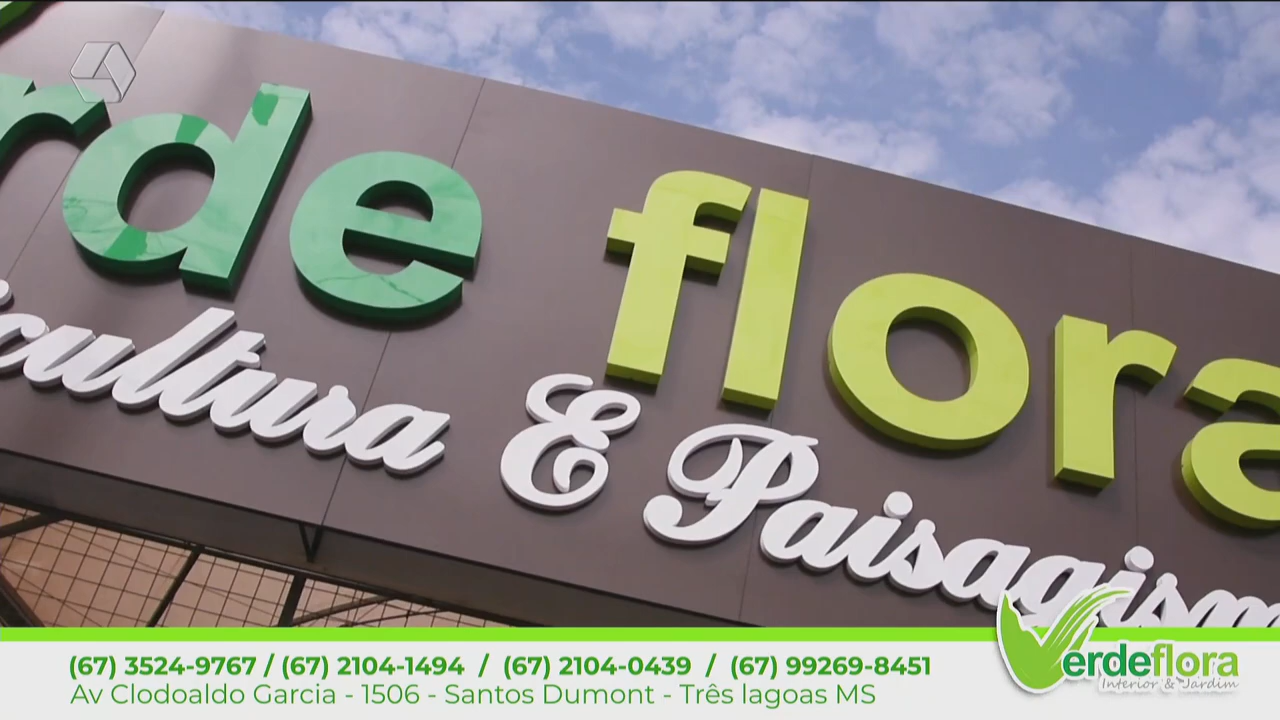 rde flora
cultura E Paisagism
(67) 3524-9767 / (67) 2104-1494 / (67) 2104-0439 / (67) 99269-8451
Av Clodoaldo Garcia - 1506 - Santos Dumont - Três lagoas MS
Verdeflora
Interior & Jardim